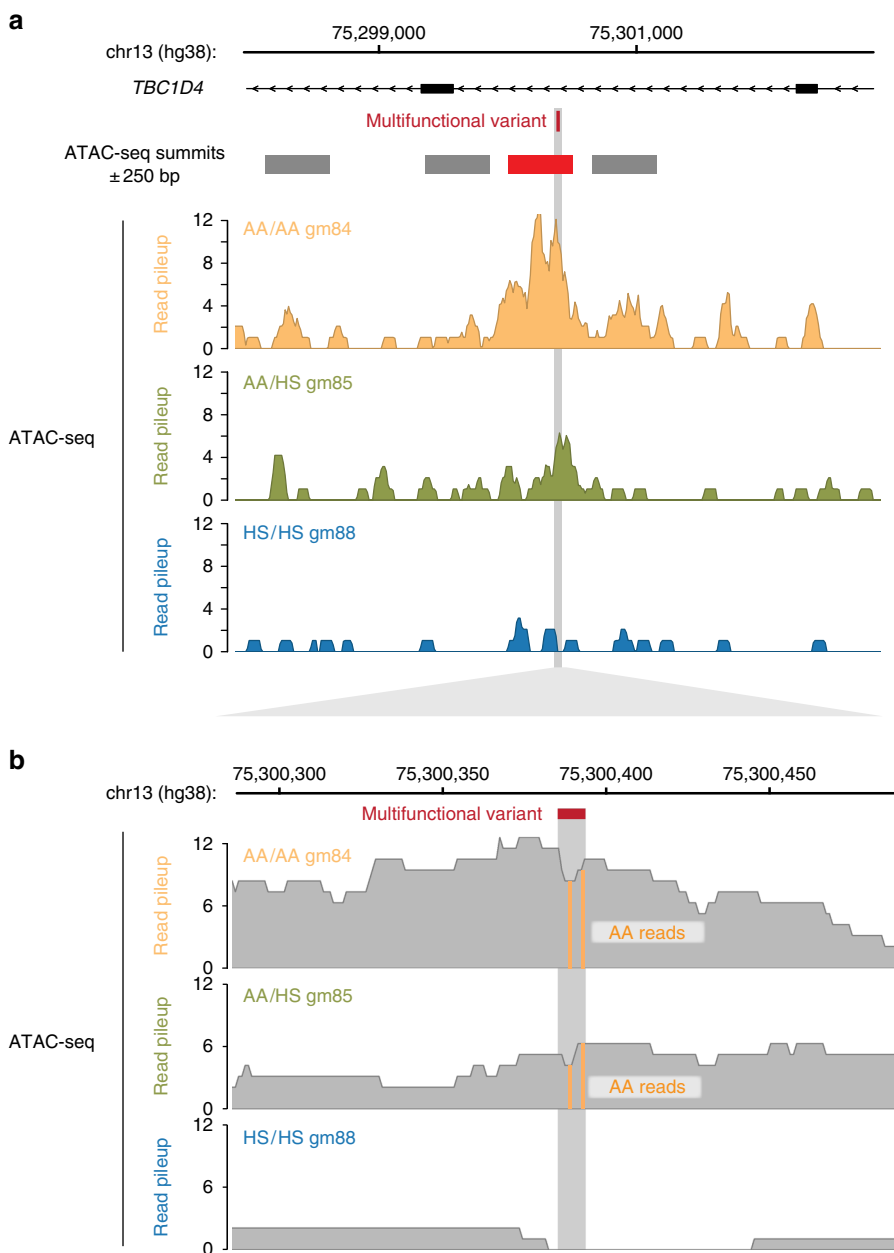 a
75,299,000 75,301,000
chr13 (hg38):
TBC1D4
Multifunctional variant
ATAC-seq summits
±250 bp
ATAC-seq
Read pileup
12
8
4
0
AA/AA gm84
Read pileup
12
8
4
0
AA/HS gm85
Read pileup
12
8
4
0
HS/HS gm88
b
75,300,300 75,300,350 75,300,400 75,300,450
chr13 (hg38):
Multifunctional variant
ATAC-seq
Read pileup
12
6
0
AA/AA gm84
AA reads
Read pileup
12
6
0
AA/HS gm85
AA reads
Read pileup
12
6
0
HS/HS gm88